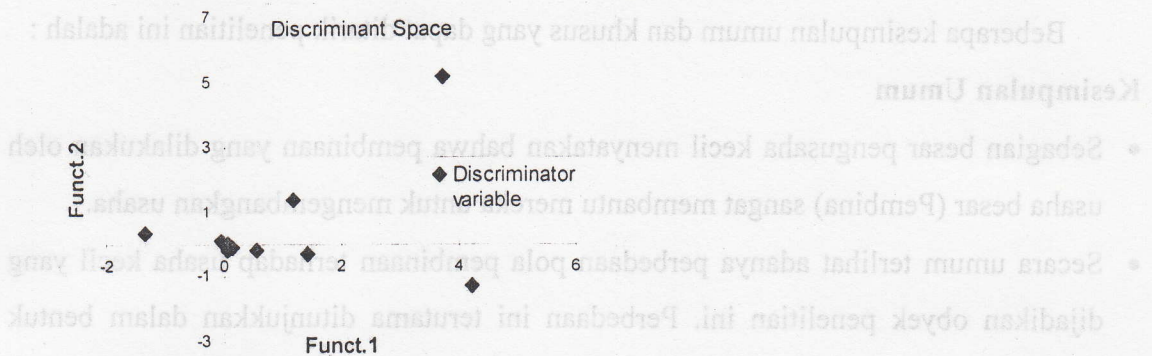 7
Discriminant Space
Beberapa kesimpulan umum dan khusus yang penelitian ini adalah :
5
Kesimpulan Umum
3
Funct.2
Sebagian besar pengusaha kecil menyatakan bahwa pembinaan yang dilakukan oleh
Discriminator
variable
usaha besar (Pembina) sangat membantu mereka untuk mengembangkan usaha.
1
Secara umum terlihat adanya perbedaan pola pembinaan terhadap usaha kecil yang
-2 0 2 4 6
-1
dijadikan obyek penelitian ini. Perbedaan ini terutama ditunjukkan dalam bentuk
-3
Funct.1